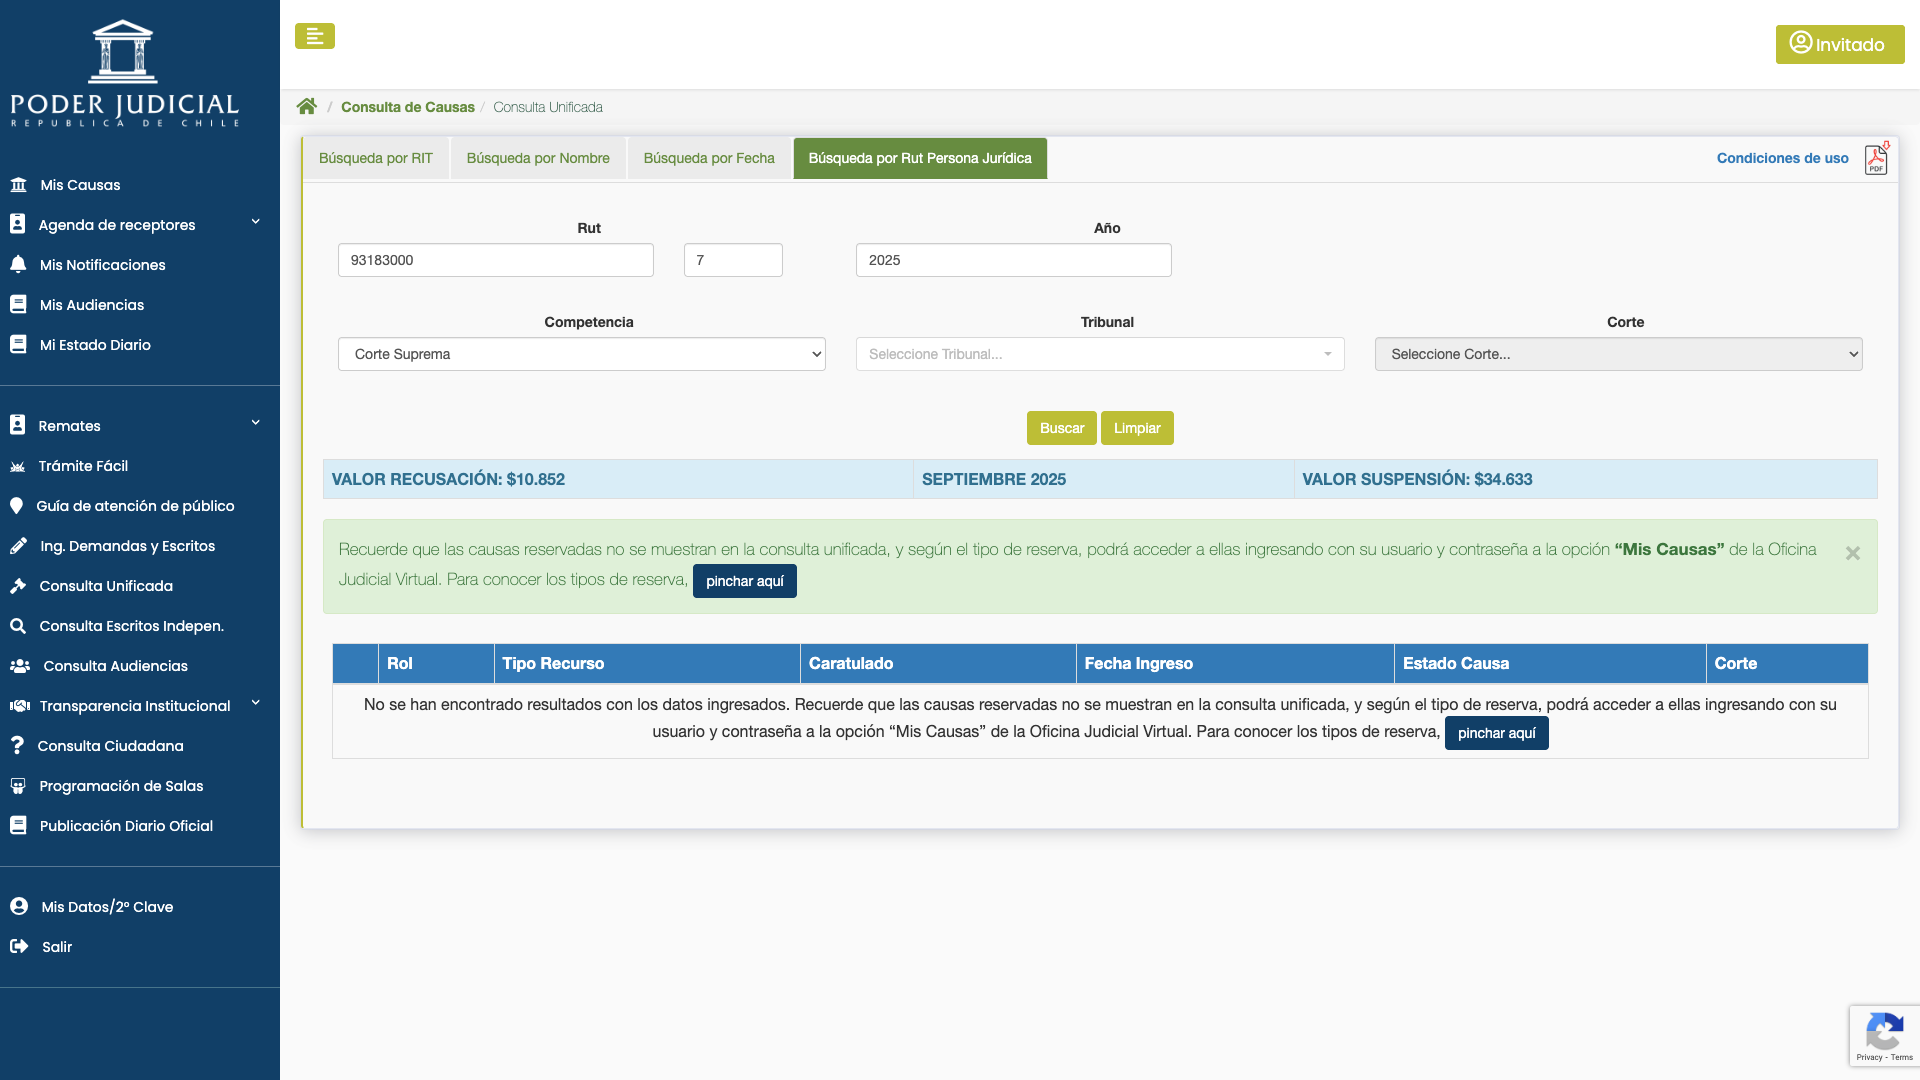 PODER JUDICIAL
REPUBLICA DE CHILE
Mis Causas
Agenda de receptores
Mis Notificaciones
Mis Audiencias
Mi Estado Diario
Remates
Trámite Fácil
Guía de atención de público
Ing. Demandas y Escritos
Consulta Unificada
Consulta Escritos Indepen.
Consulta Audiencias
Transparencia Institucional
Consulta Ciudadana
Programación de Salas
Publicación Diario Oficial
Mis Datos/2º Clave
Salir
Invitado
/ Consulta de Causas / Consulta Unificada
Búsqueda por RIT Búsqueda por Nombre Búsqueda por Fecha Búsqueda por Rut Persona Jurídica Condiciones de uso PDF
Rut Año
93183000 7 2025
Competencia Tribunal Corte
Corte Suprema Seleccione Tribunal... Seleccione Corte...
Buscar Limpiar
VALOR RECUSACIÓN: $10.852 SEPTIEMBRE 2025 VALOR SUSPENSIÓN: $34.633
Recuerde que las causas reservadas no se muestran en la consulta unificada, y según el tipo de reserva, podrá acceder a ellas ingresando con su usuario y contraseña a la opción “Mis Causas” de la Oficina ×
Judicial Virtual. Para conocer los tipos de reserva, pinchar aquí
Rol Tipo Recurso Caratulado Fecha Ingreso Estado Causa Corte
No se han encontrado resultados con los datos ingresados. Recuerde que las causas reservadas no se muestran en la consulta unificada, y según el tipo de reserva, podrá acceder a ellas ingresando con su
usuario y contraseña a la opción “Mis Causas” de la Oficina Judicial Virtual. Para conocer los tipos de reserva, pinchar aquí
Privacy - Terms